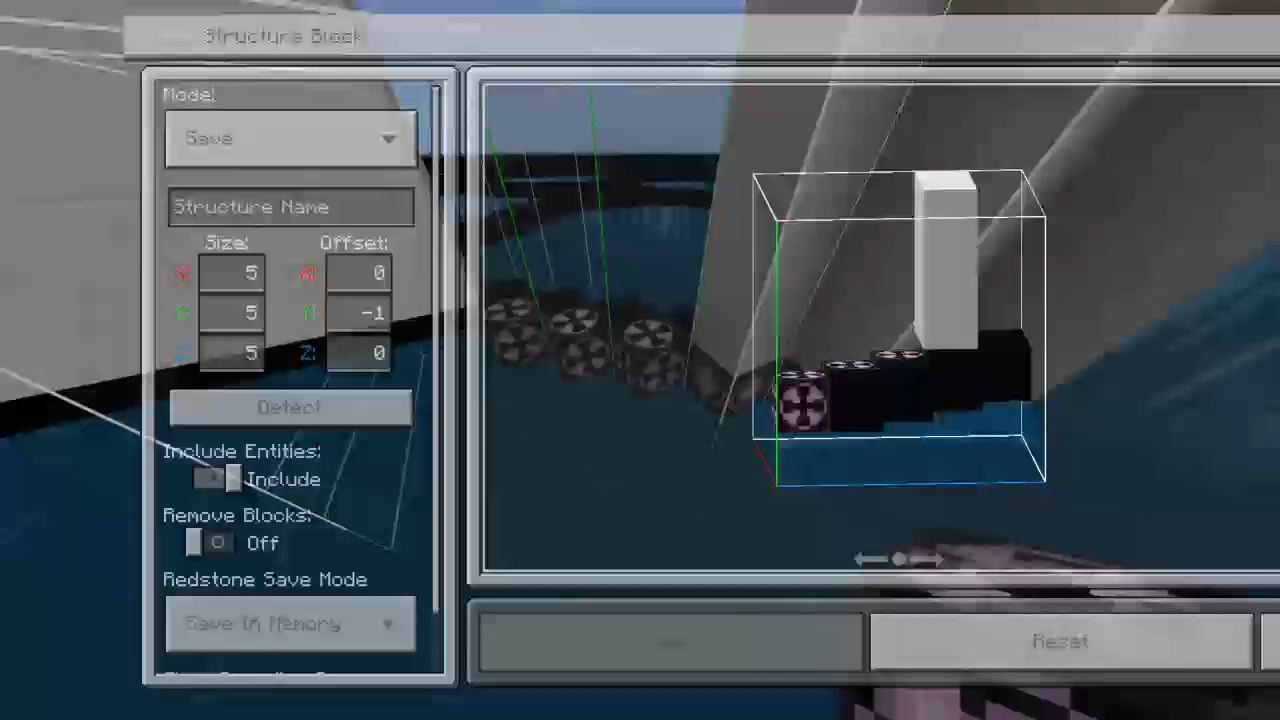 Structure Block
Mode:
Save
Structure Name
Size: Offset:
X: 5 X: 0
Y: 5 Y: -1
Z: 5 Z: 0
Detect
Include Entities:
Include
Remove Blocks:
Off
Redstone Save Mode
Save In Memory
Reset